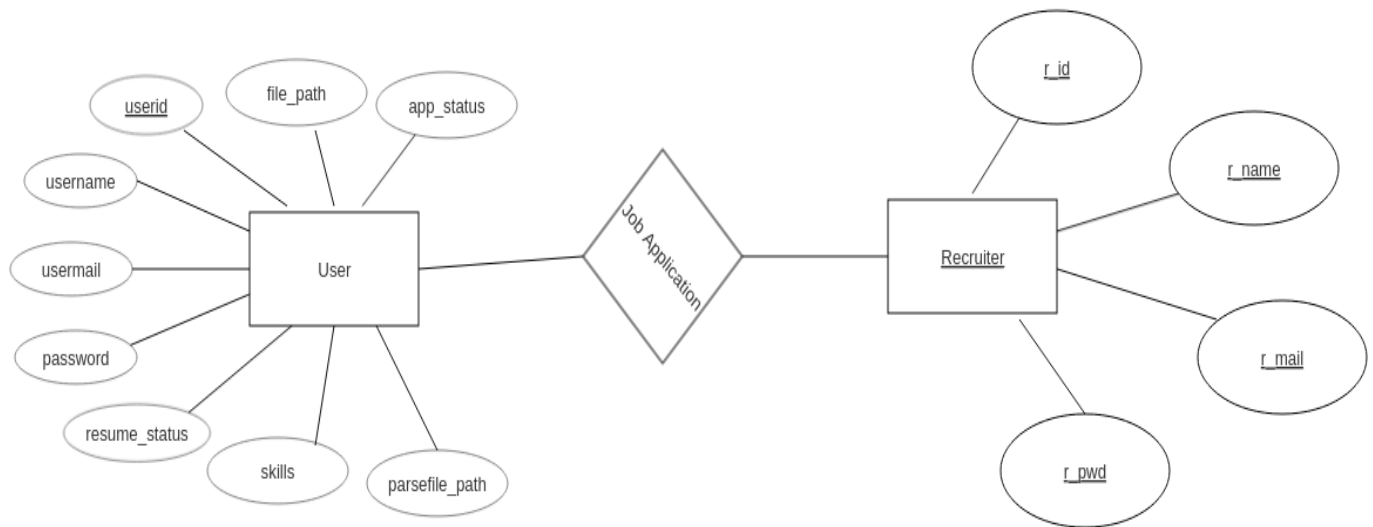 r_id
file_path
app_status
userid
username
r_name
Job Application
User
usermail
Recruiter
password
r_mail
resume_status
skills
parsefile_path
r_pwd